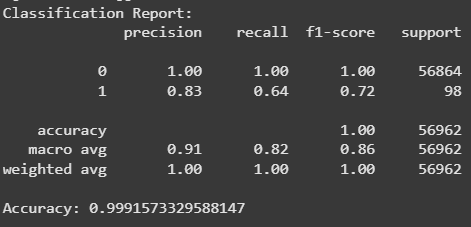 Classification Report:
precision recall f1-score support
0 1.00 1.00 1.00 56864
1 0.83 0.64 0.72 98
accuracy 1.00 56962
macro avg 0.91 0.82 0.86 56962
weighted avg 1.00 1.00 1.00 56962
Accuracy: 0.9991573329588147